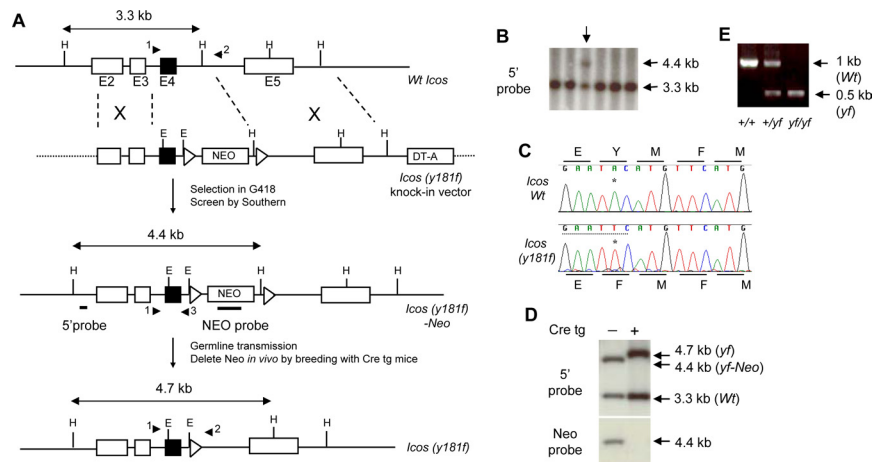 A
3.3 kb
H
1
H
2
H
E2
E3
E4
E5
Wt Icos
X
X
E
E
H
H
NEO
DT-A
Icos (y181f)
knock-in vector
Selection in G418
Screen by Southern
4.4 kb
H
E
E
H
H
NEO
Icos (y181f)
-Neo
5'probe
1
3
NEO probe
Germline transmission
Delete Neo in vivo by breeding with Cre tg mice
4.7 kb
H
1
E
E
2
H
H
Icos (y181f)
B
5'
probe
4.4 kb
3.3 kb
E
1 kb
(Wt)
0.5 kb
(yf)
+/+ +/yf yf/yf
C
E Y M F M
Icos
Wt
G A A T A C A T G T T C A T G
*
Icos
(y181f)
G A A T T C A T G T T C A T G
*
E F M F M
D
Cre tg – +
5'
probe
4.7 kb (yf)
4.4 kb (yf-Neo)
3.3 kb (Wt)
Neo
probe
4.4 kb